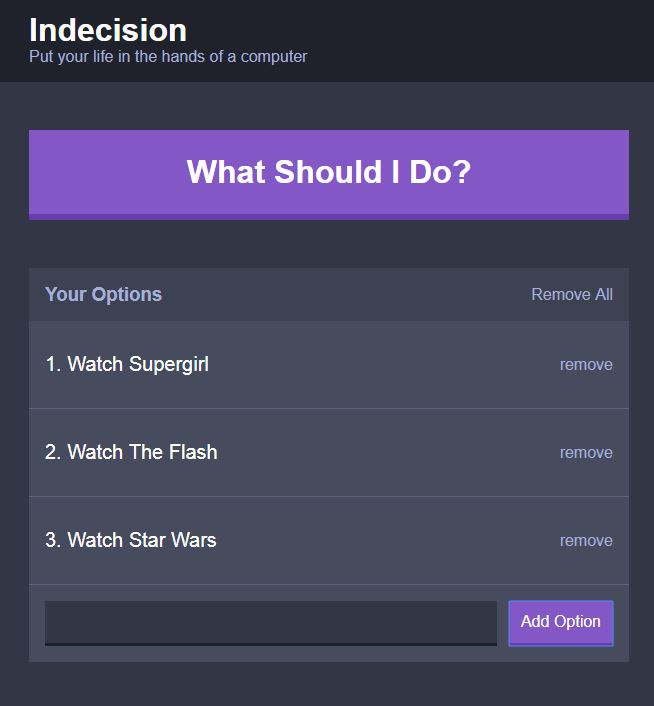 Indecision
Put your life in the hands of a computer
What Should I Do?
Your Options Remove All
1. Watch Supergirl remove
2. Watch The Flash remove
3. Watch Star Wars remove
Add Option